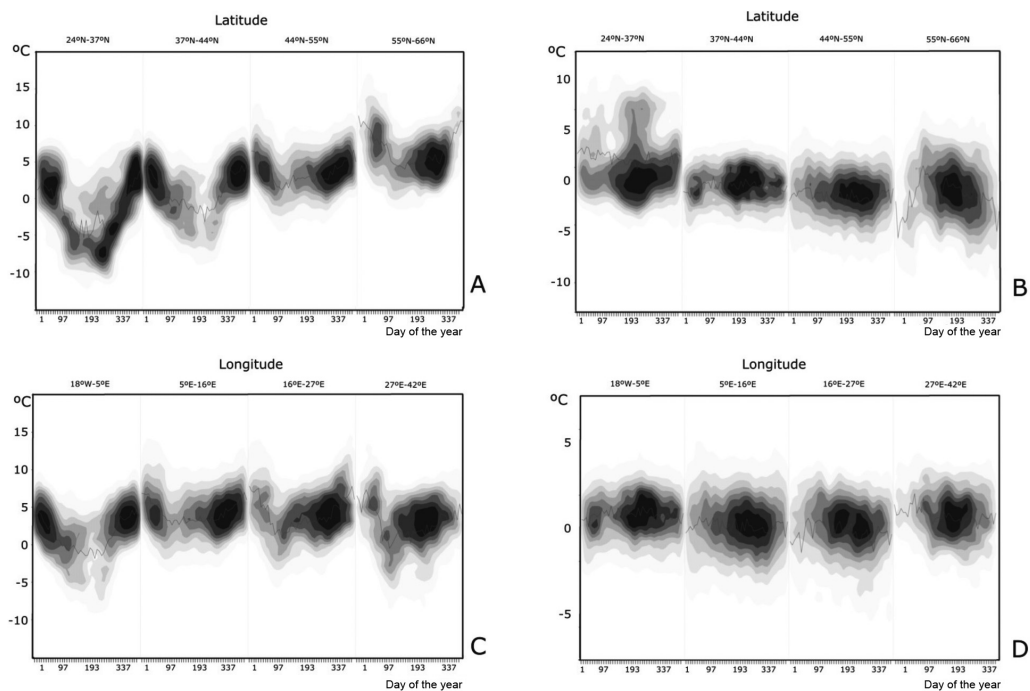 Latitude
24ºN-37ºN 37ºN-44ºN 44ºN-55ºN 55ºN-66ºN
ºC
15
10
5
0
-5
-10
1 97 193 337 1 97 193 337 1 97 193 337 1 97 193 337
Day of the year
A
Latitude
24ºN-37ºN 37ºN-44ºN 44ºN-55ºN 55ºN-66ºN
ºC
10
5
0
-5
-10
1 97 193 337 1 97 193 337 1 97 193 337 1 97 193 337
Day of the year
B
Longitude
18ºW-5ºE 5ºE-16ºE 16ºE-27ºE 27ºE-42ºE
ºC
15
10
5
0
-5
-10
1 97 193 337 1 97 193 337 1 97 193 337 1 97 193 337
Day of the year
C
Longitude
18ºW-5ºE 5ºE-16ºE 16ºE-27ºE 27ºE-42ºE
ºC
5
0
-5
1 97 193 337 1 97 193 337 1 97 193 337 1 97 193 337
Day of the year
D